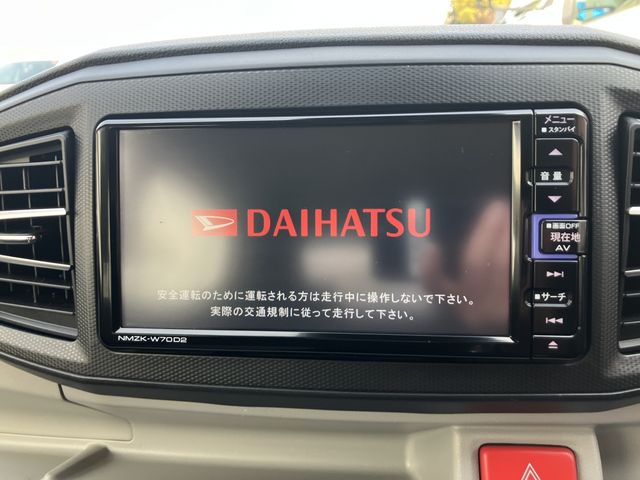 DAIHATSU
安全運転のために運転される方は走行中に操作しないで下さい。
実際の交通規制に従って走行して下さい。
NMZK-W70D2
メニュー
■スタンバイ
音量
■画面OFF
現在地
AV
■サーチ